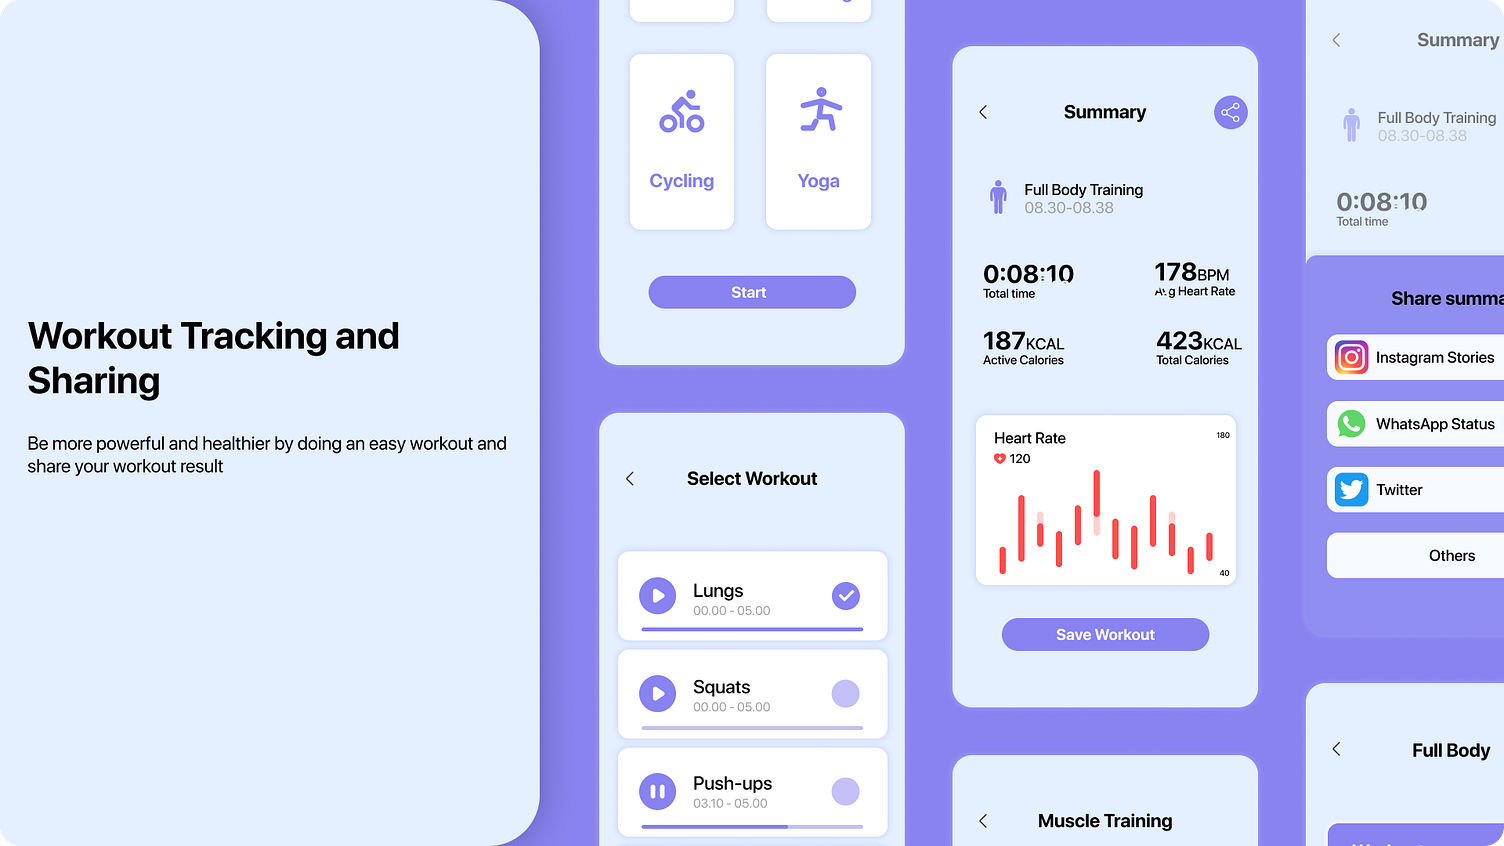 Workout Tracking and
Sharing
Be more powerful and healthier by doing an easy workout and
share your workout result
Cycling
Yoga
Start
Select Workout
Lungs
00.00 - 05.00
Squats
00.00 - 05.00
Push-ups
03.10 - 05.00
Summary
Full Body Training
08.30-08.38
0:08:10
Total time
178BPM
Avg Heart Rate
187KCAL
Active Calories
423KCAL
Total Calories
Heart Rate
180
120
40
Save Workout
Muscle Training
Summary
Full Body Training
08.30-08.38
0:08:10
Total time
Share summa
Instagram Stories
WhatsApp Status
Twitter
Others
Full Body